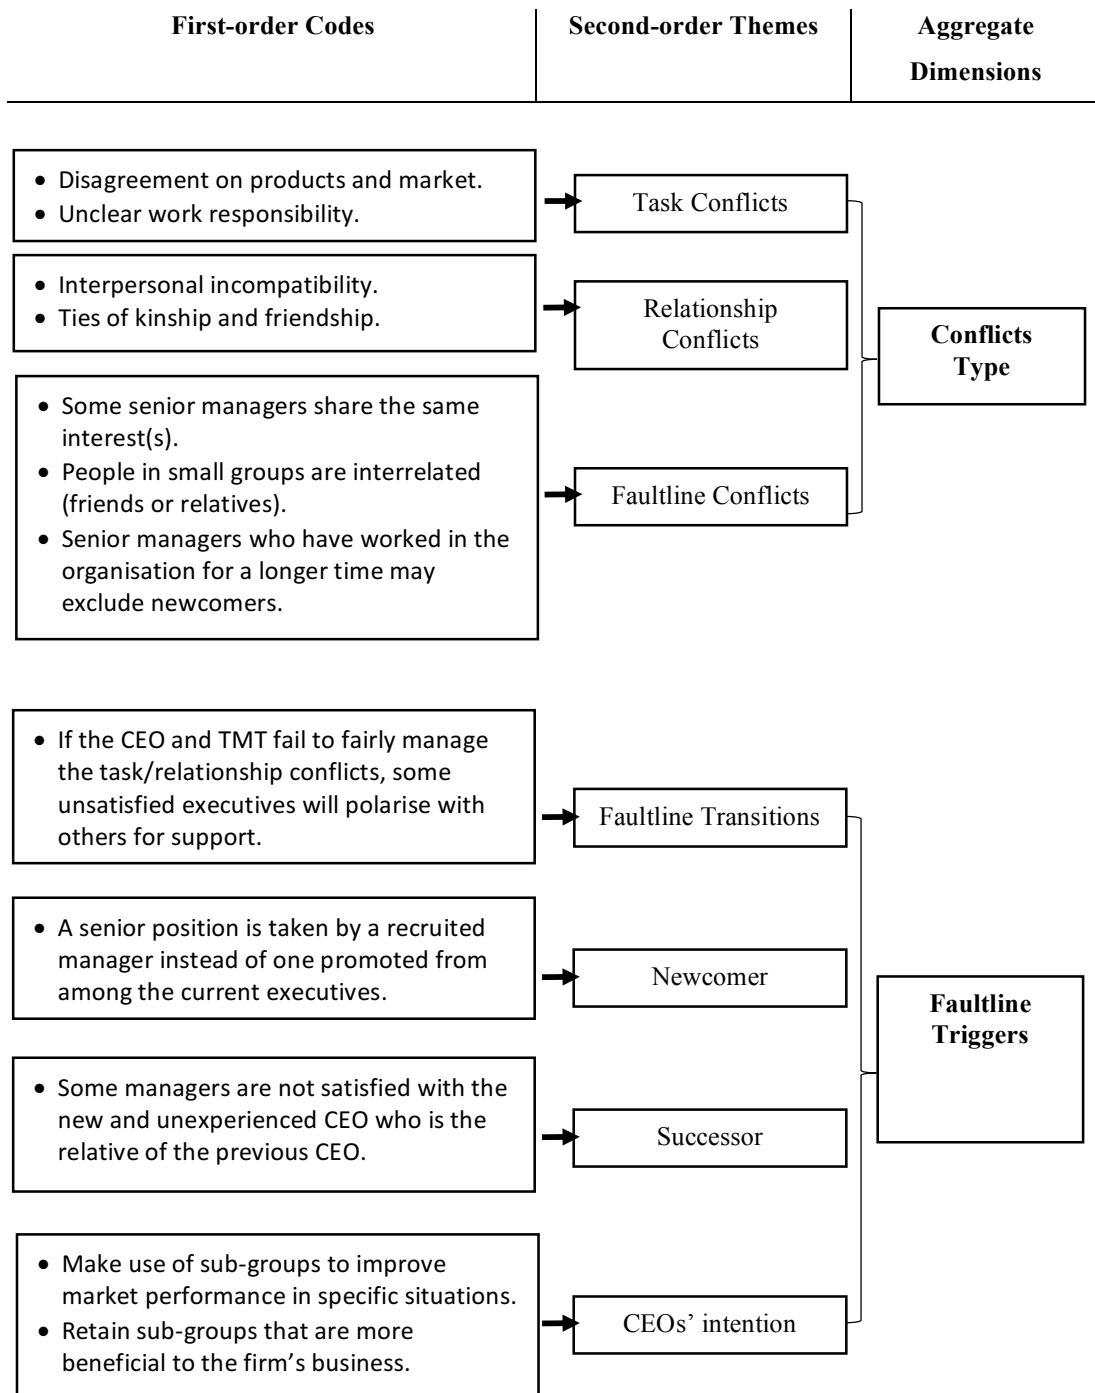 First-order Codes
Second-order Themes
Aggregate
Dimensions
• Disagreement on products and market.
• Unclear work responsibility.
Task Conflicts
• Interpersonal incompatibility.
• Ties of kinship and friendship.
Relationship
Conflicts
Conflicts
Type
• Some senior managers share the same
interest(s).
• People in small groups are interrelated
(friends or relatives).
• Senior managers who have worked in the
organisation for a longer time may
exclude newcomers.
Faultline Conflicts
• If the CEO and TMT fail to fairly manage
the task/relationship conflicts, some
unsatisfied executives will polarise with
others for support.
Faultline Transitions
• A senior position is taken by a recruited
manager instead of one promoted from
among the current executives.
Newcomer
Faultline
Triggers
• Some managers are not satisfied with the
new and unexperienced CEO who is the
relative of the previous CEO.
Successor
• Make use of sub-groups to improve
market performance in specific situations.
• Retain sub-groups that are more
beneficial to the firm’s business.
CEOs’ intention